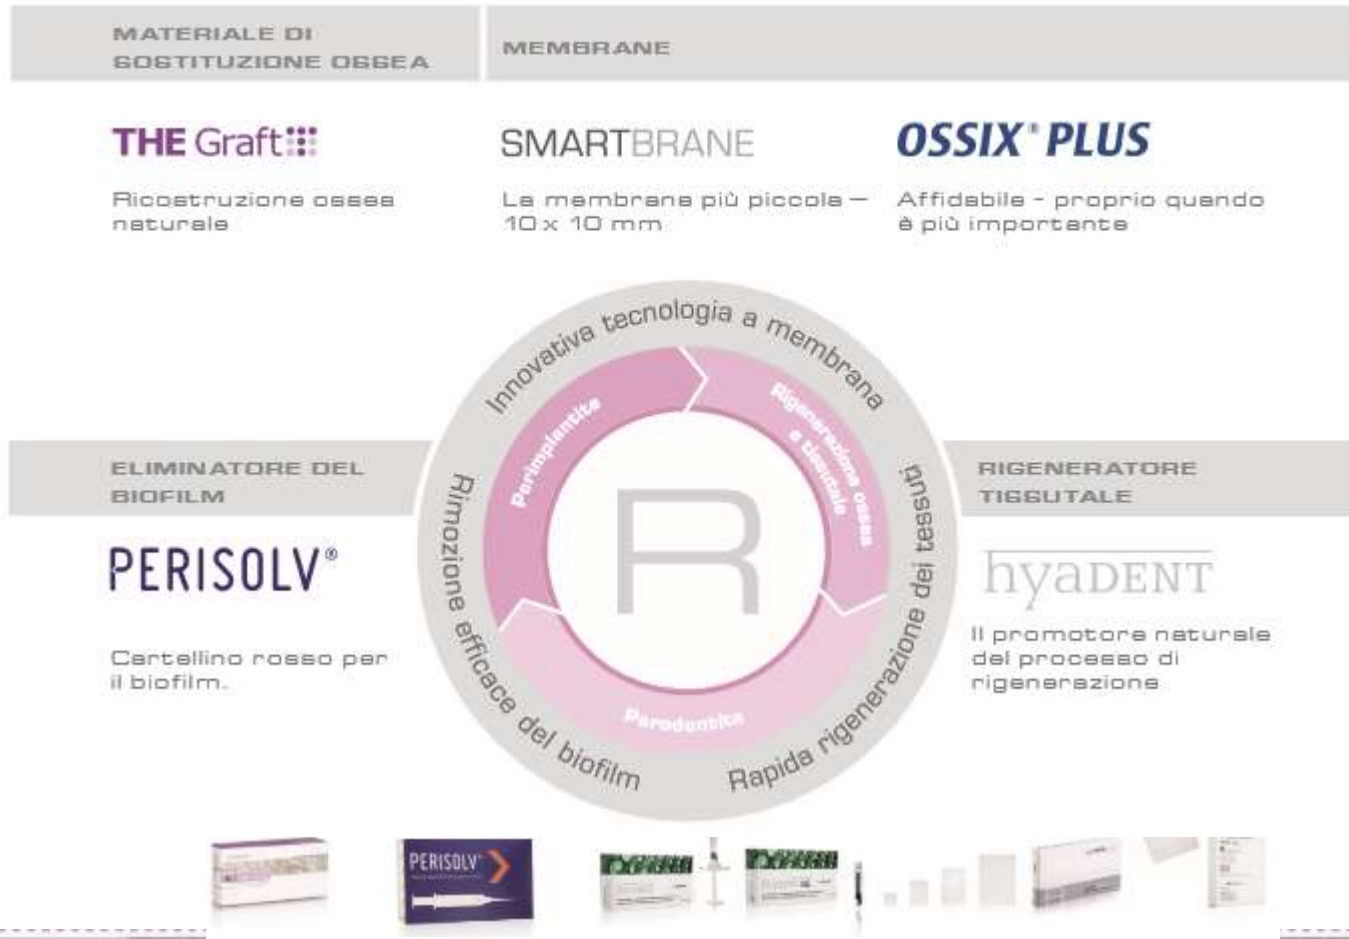 MATERIALE DI
SOSTITUZIONE OSSEA
MEMBRANE
THE Graft
SMARTBRANE
OSSIX® PLUS
Ricostruzione ossea
naturale
La membrana più piccola –
10 x 10 mm
Affidabile - proprio quando
è più importante
Innovativa tecnologia a membrana
Perimplantite
Rigenerazione ossea
e tissutale
Parodontite
R
Rimozione efficace del biofilm
Rapida rigenerazione dei tessuti
ELIMINATORE DEL
BIOFILM
PERISOLV®
Cartellino rosso per
il biofilm.
RIGENERATORE
TISSUTALE
hyaDENT
Il promotore naturale
del processo di
rigenerazione
PERISOLV